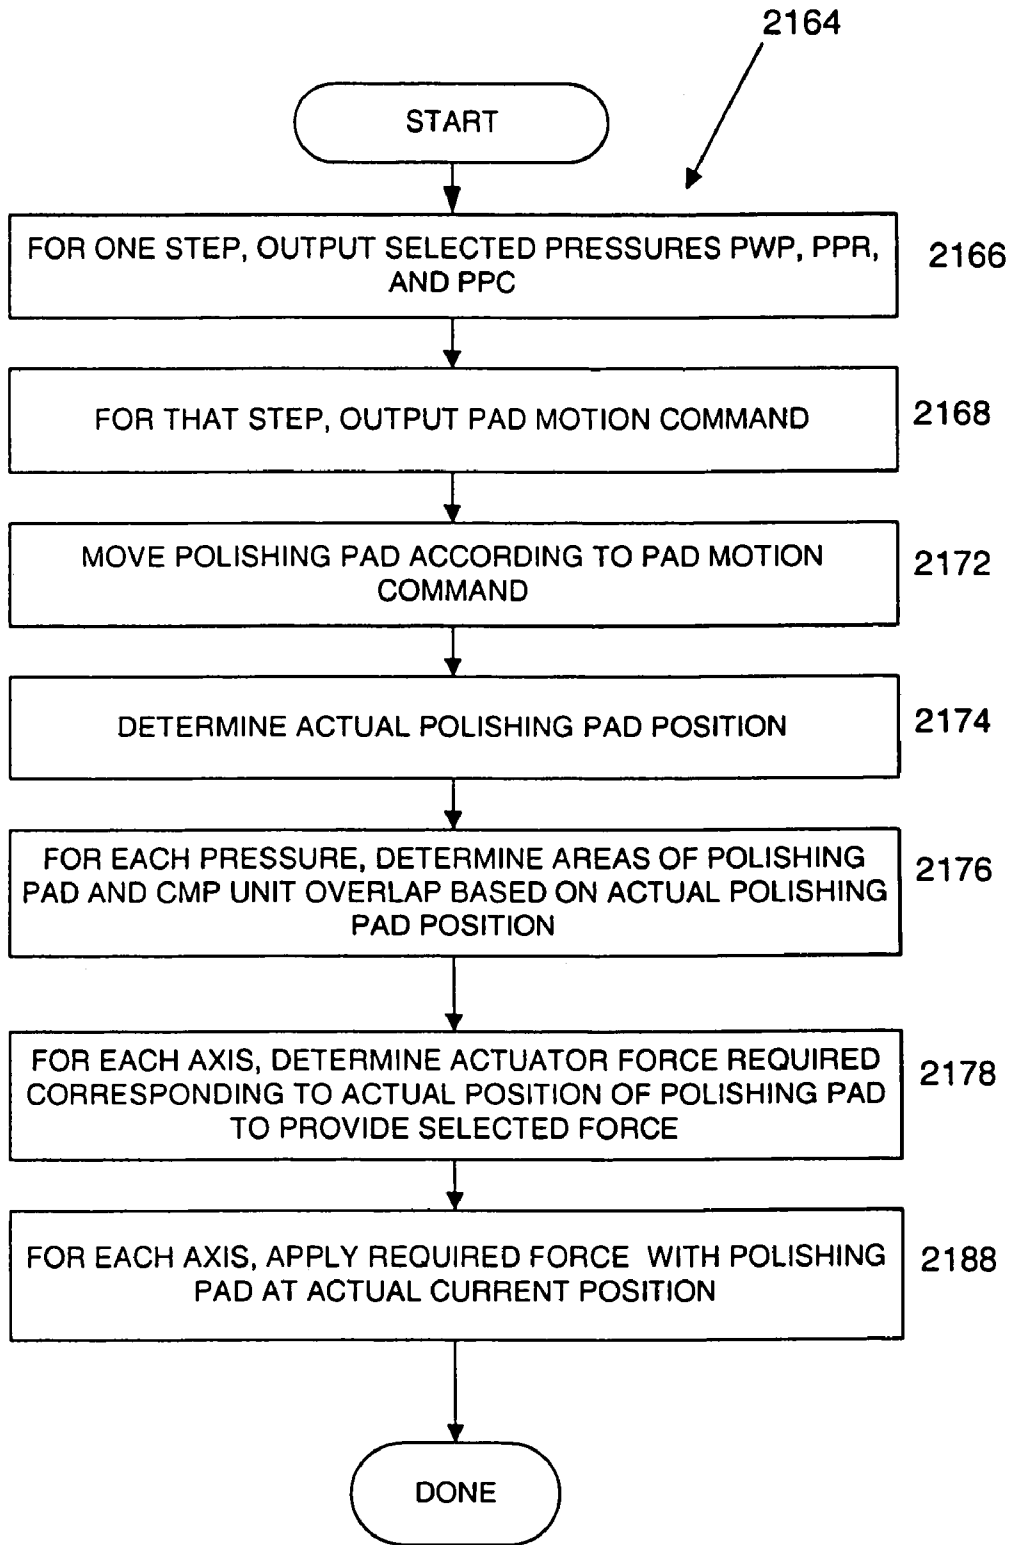 2164
START
FOR ONE STEP, OUTPUT SELECTED PRESSURES PWP, PPR,
AND PPC
2166
FOR THAT STEP, OUTPUT PAD MOTION COMMAND
2168
MOVE POLISHING PAD ACCORDING TO PAD MOTION
COMMAND
2172
DETERMINE ACTUAL POLISHING PAD POSITION
2174
FOR EACH PRESSURE, DETERMINE AREAS OF POLISHING
PAD AND CMP UNIT OVERLAP BASED ON ACTUAL POLISHING
PAD POSITION
2176
FOR EACH AXIS, DETERMINE ACTUATOR FORCE REQUIRED
CORRESPONDING TO ACTUAL POSITION OF POLISHING PAD
TO PROVIDE SELECTED FORCE
2178
FOR EACH AXIS, APPLY REQUIRED FORCE WITH POLISHING
PAD AT ACTUAL CURRENT POSITION
2188
DONE